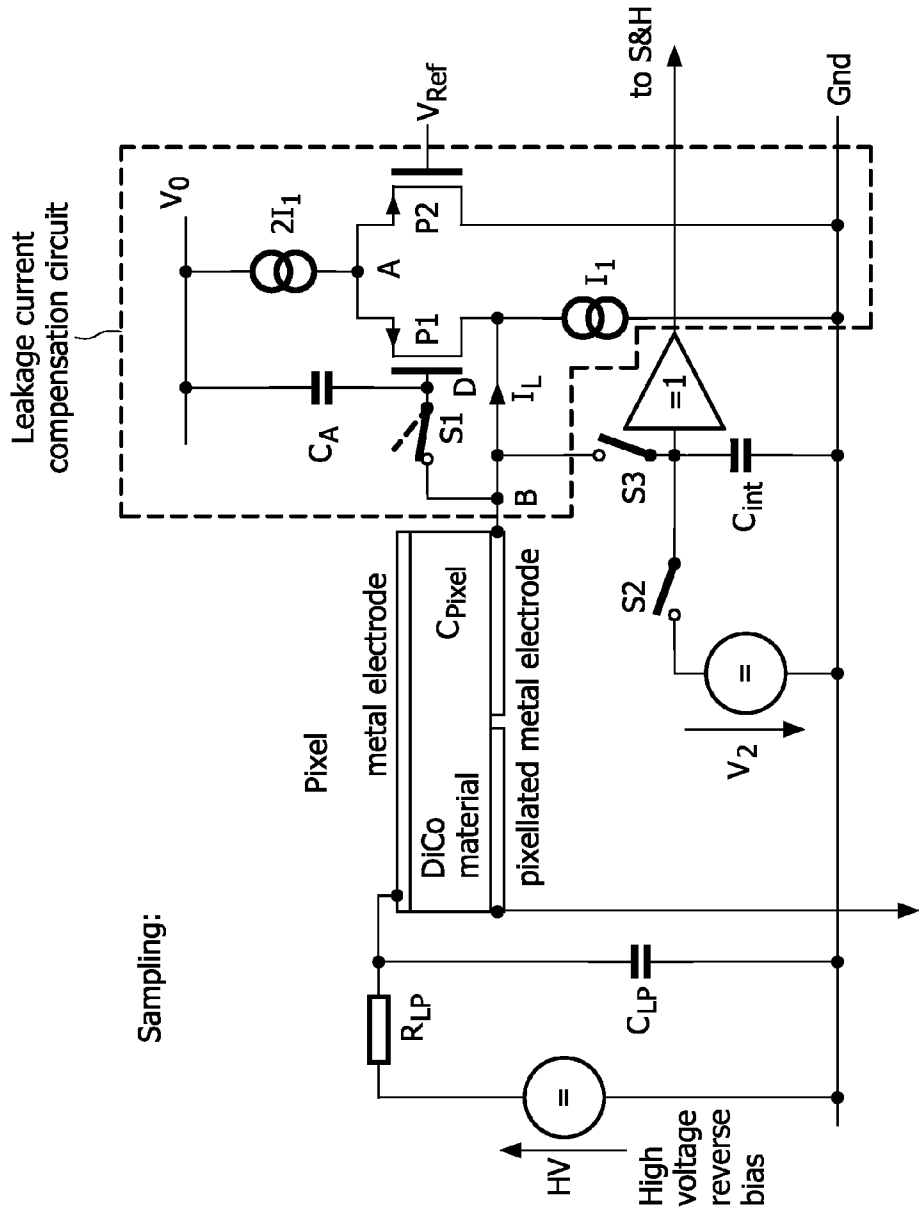 Sampling:
Leakage current
compensation circuit
V0
2I1
CA
A
P1
P2
VRef
D
S1
IL
I1
B
Pixel
metal electrode
DiCo
material
CPixel
pixellated metal electrode
RLP
CLP
HV
High
voltage
reverse
bias
=
V2
=
S2
S3
Cint
=1
to S&H
Gnd